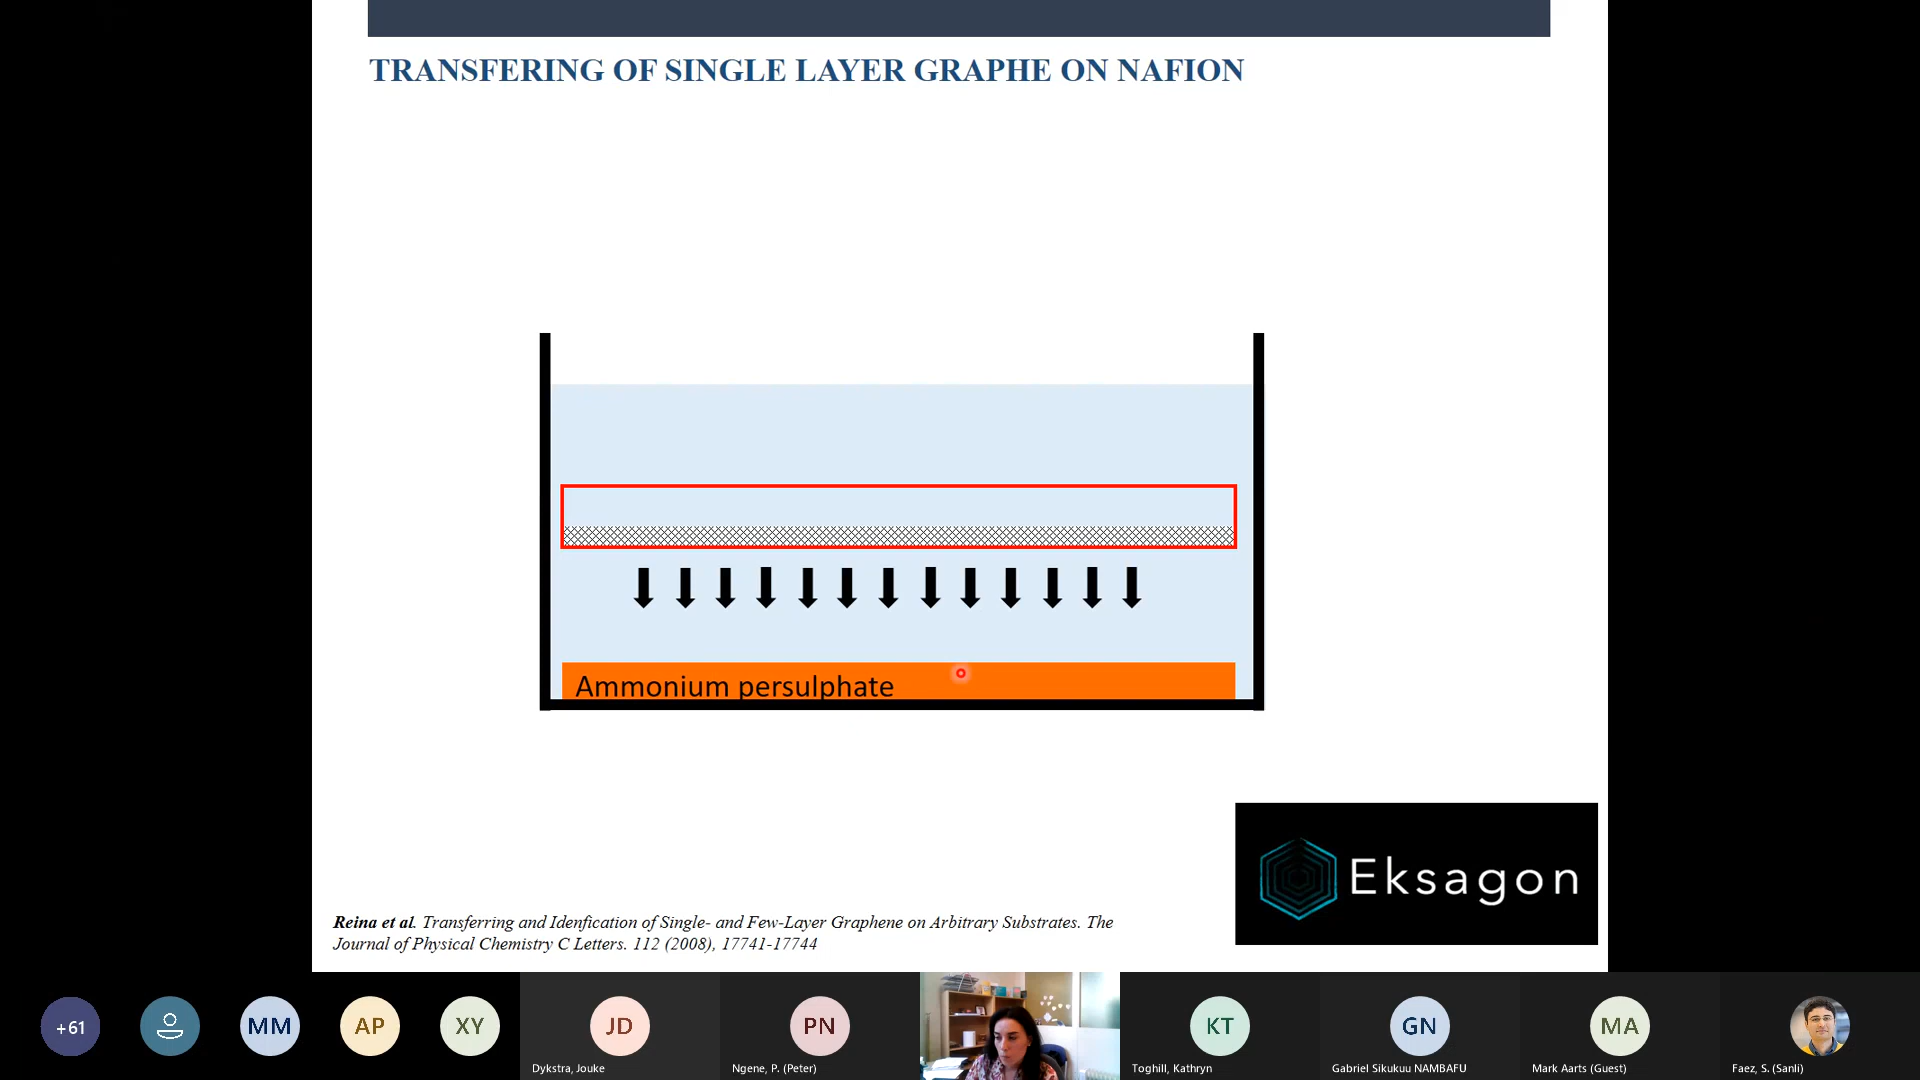 TRANSFERING OF SINGLE LAYER GRAPHE ON NAFION
Ammonium persulphate
Eksagon
Reina et al. Transferring and Idenfication of Single- and Few-Layer Graphene on Arbitrary Substrates. The
Journal of Physical Chemistry C Letters. 112 (2008), 17741-17744
+61
MM
AP
XY
JD
PN
KT
GN
MA
Dykstra, Jouke
Ngene, P. (Peter)
Toghill, Kathryn
Gabriel Sikukuu NAMBAFU
Mark Aarts (Guest)
Faez, S. (Sanli)